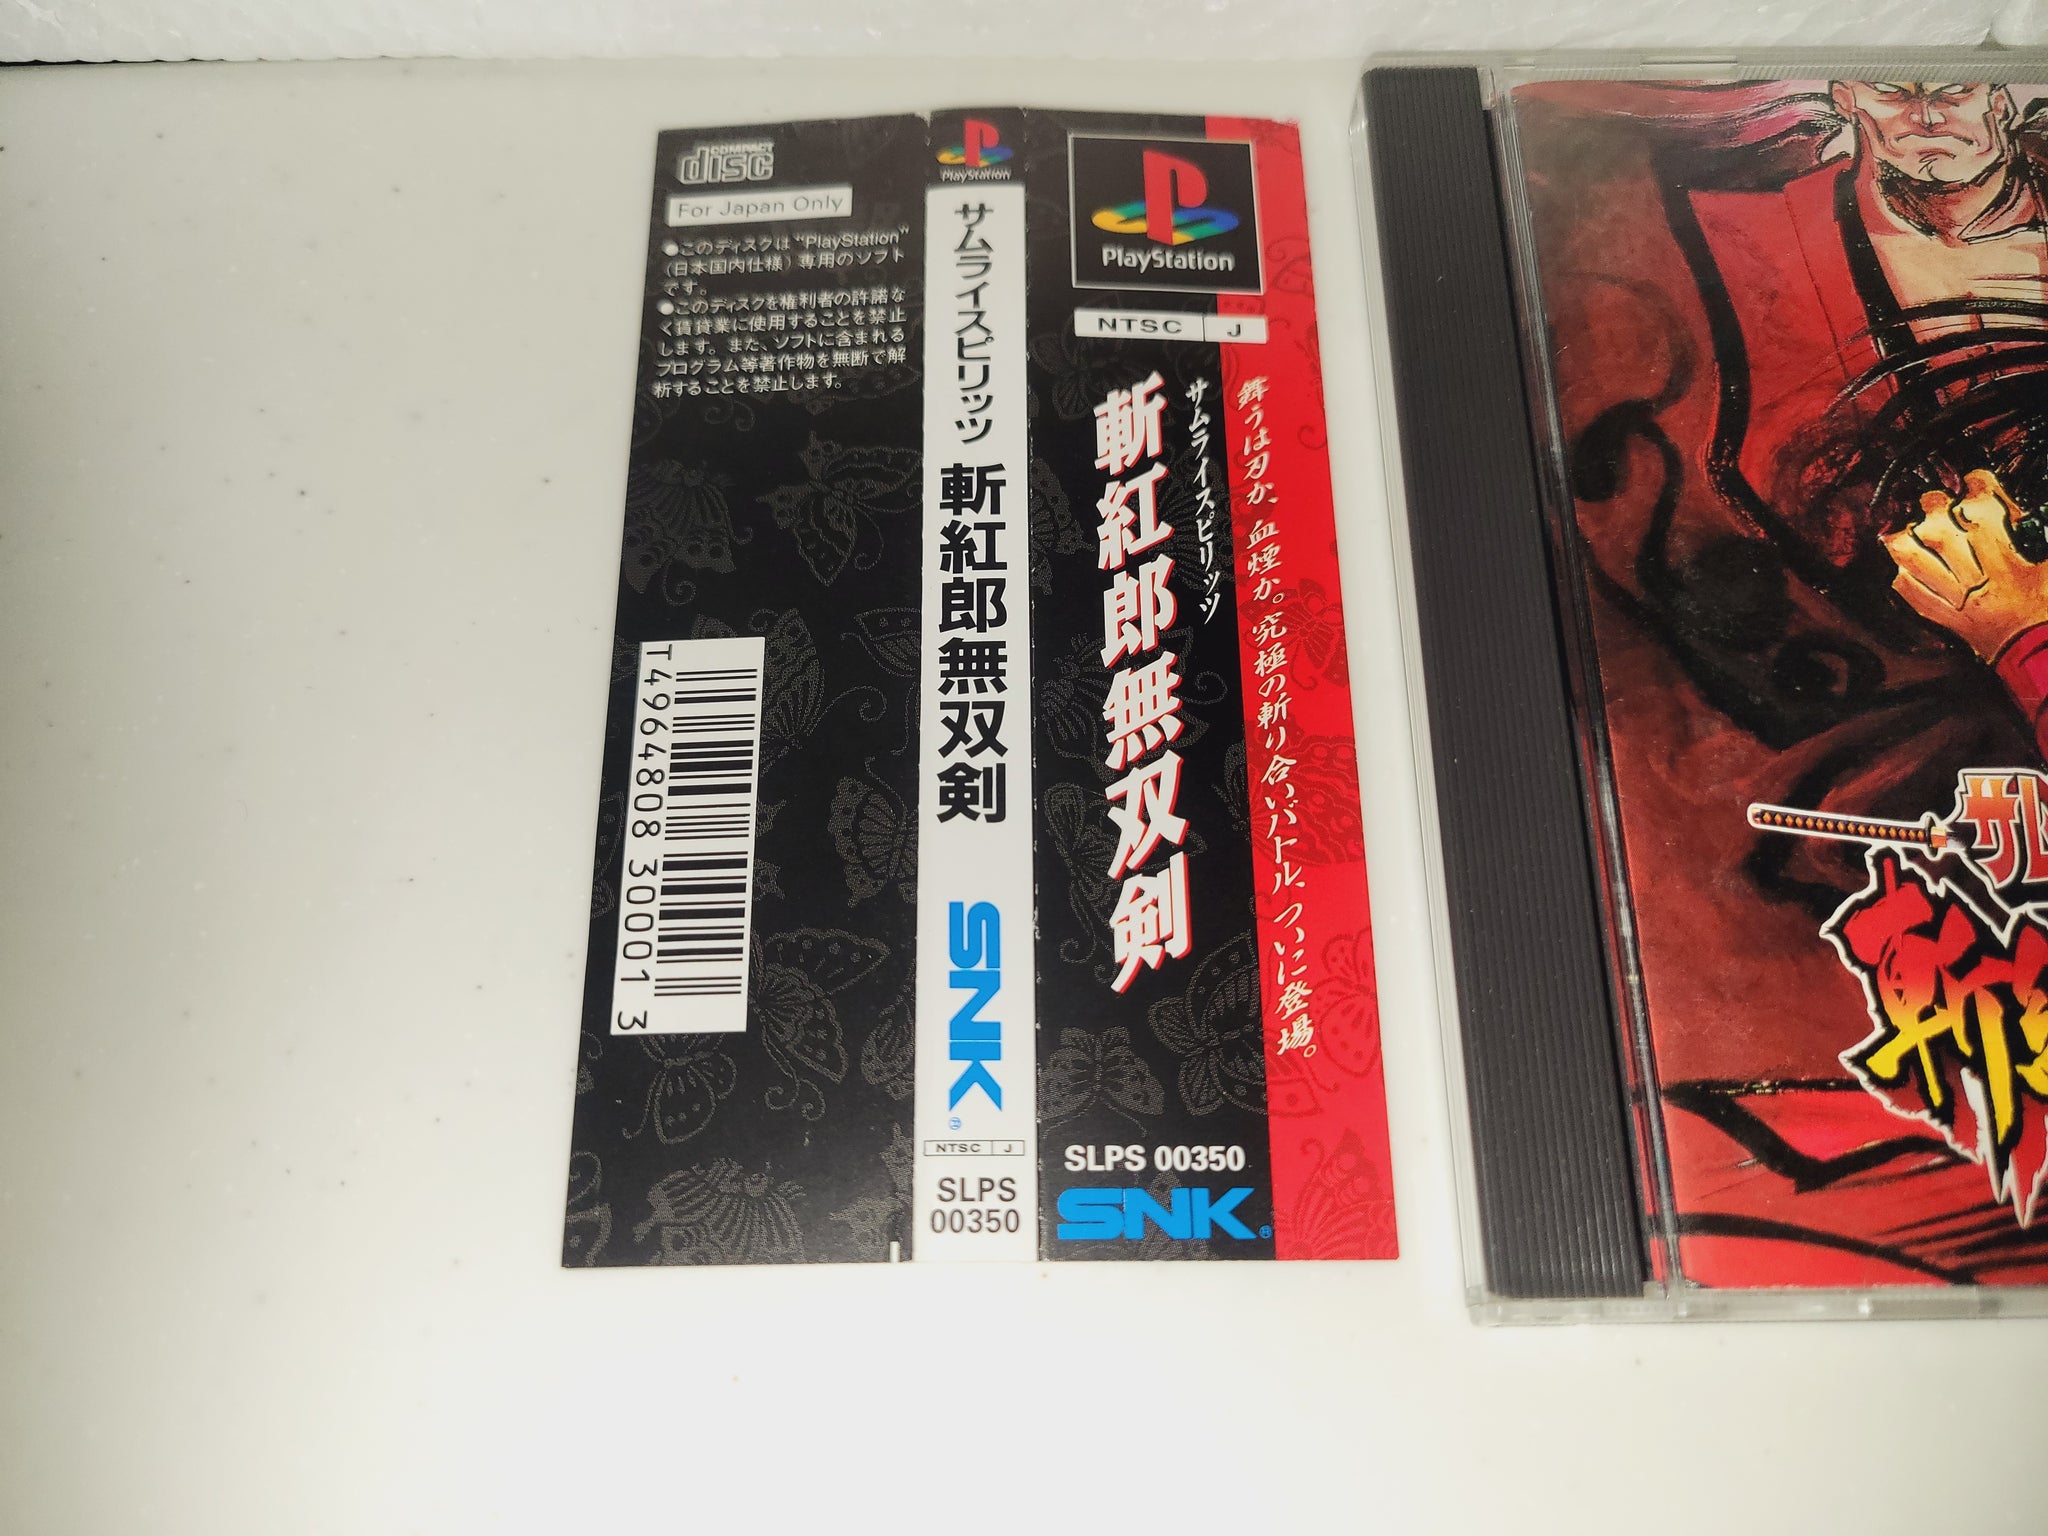 COMPACT
disc
For Japan Only
●このディスクは"PlayStation"
(日本国内仕様)専用のソフト
です。
●このディスクを権利者の許諾な
く賃貸業に使用することを禁止
します。また、ソフトに含まれる
プログラム等著作物を無断で解
析することを禁止します。
T4964808300013
PlayStation
サムライスピリッツ 斬紅郎無双剣
SNK
NTSC J
SLPS
00350
PlayStation
NTSC J
舞うは刃か、血煙か。究極の斬り合いバトル、ついに登場。
サムライスピリッツ
斬紅郎無双剣
SLPS 00350
SNK
サム
斬紅